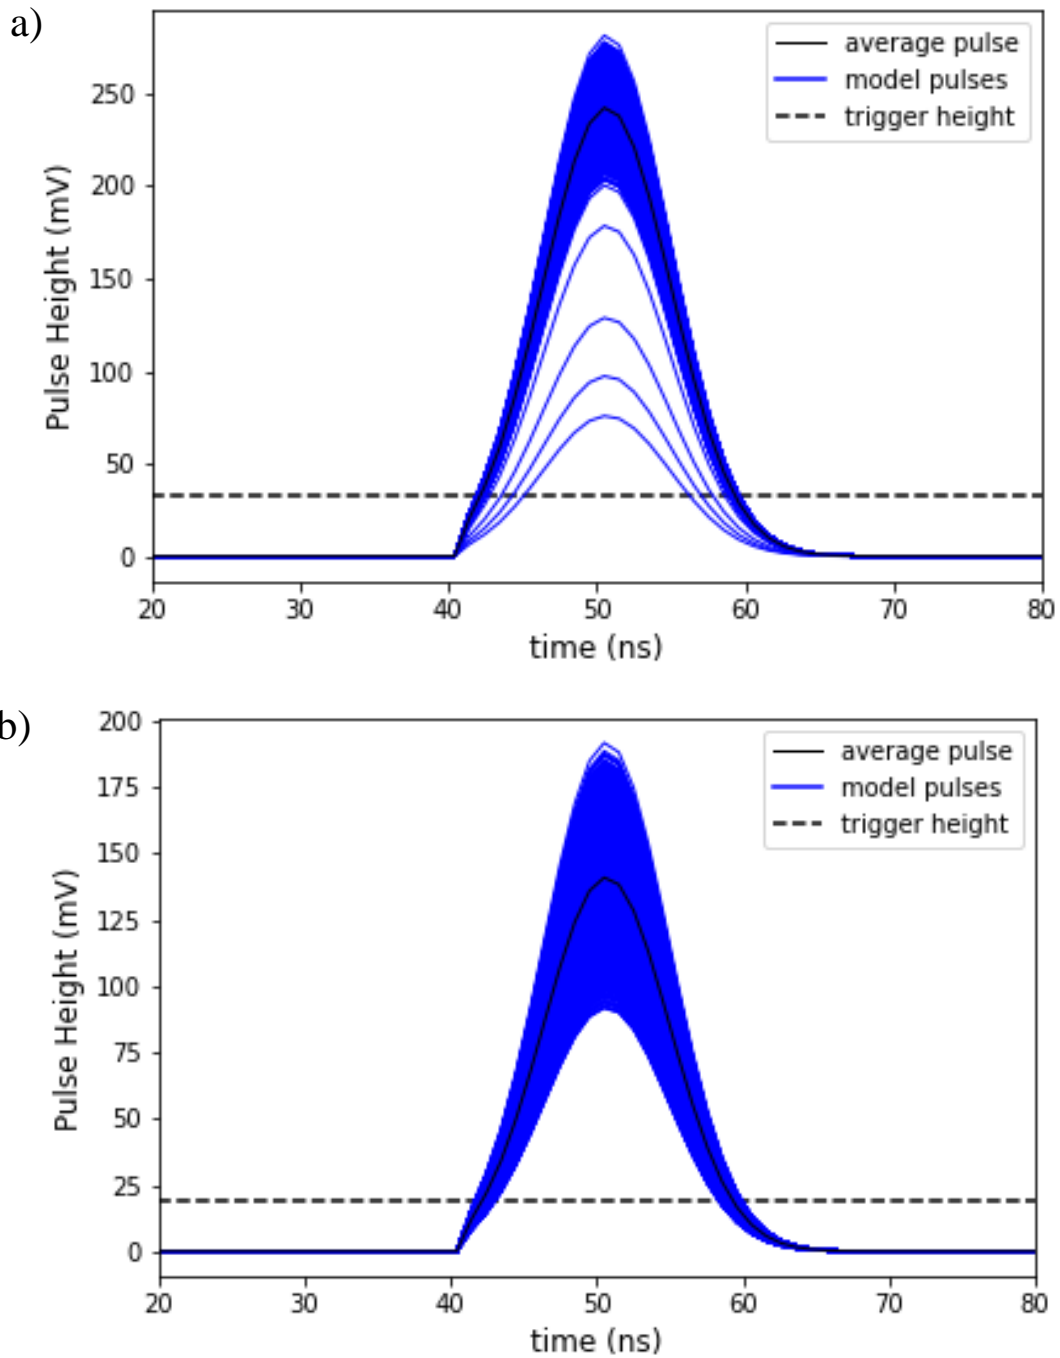 a)
average pulse
model pulses
trigger height
Pulse Height (mV)
250
200
150
100
50
0
20 30 40 50 60 70 80
time (ns)
b)
average pulse
model pulses
trigger height
Pulse Height (mV)
200
175
150
125
100
75
50
25
0
20 30 40 50 60 70 80
time (ns)